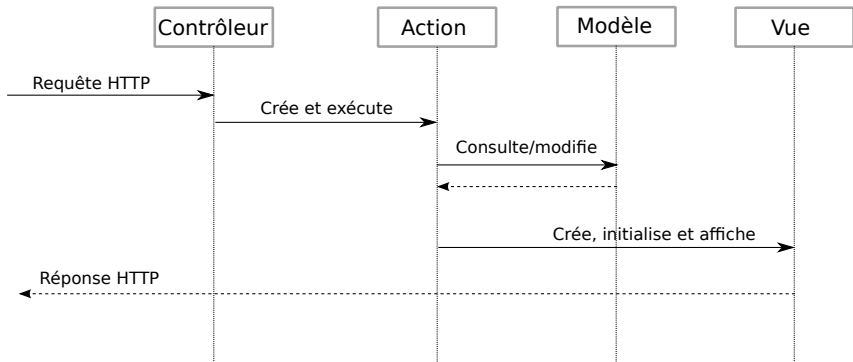 Contrôleur
Action
Modèle
Vue
Requête HTTP
Crée et exécute
Consulte/modifie
Crée, initialise et affiche
Réponse HTTP